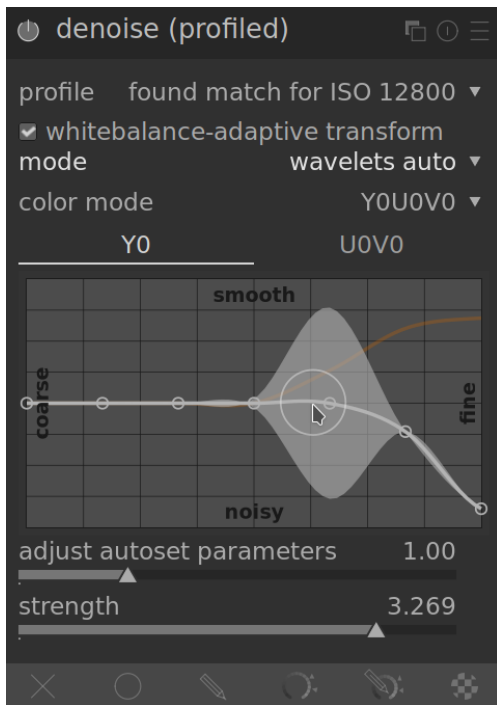 denoise (profiled)
profile found match for ISO 12800
whitebalance-adaptive transform
mode wavelets auto
color mode Y0U0V0
Y0 U0V0
smooth
coarse
fine
noisy
adjust autoset parameters 1.00
strength 3.269